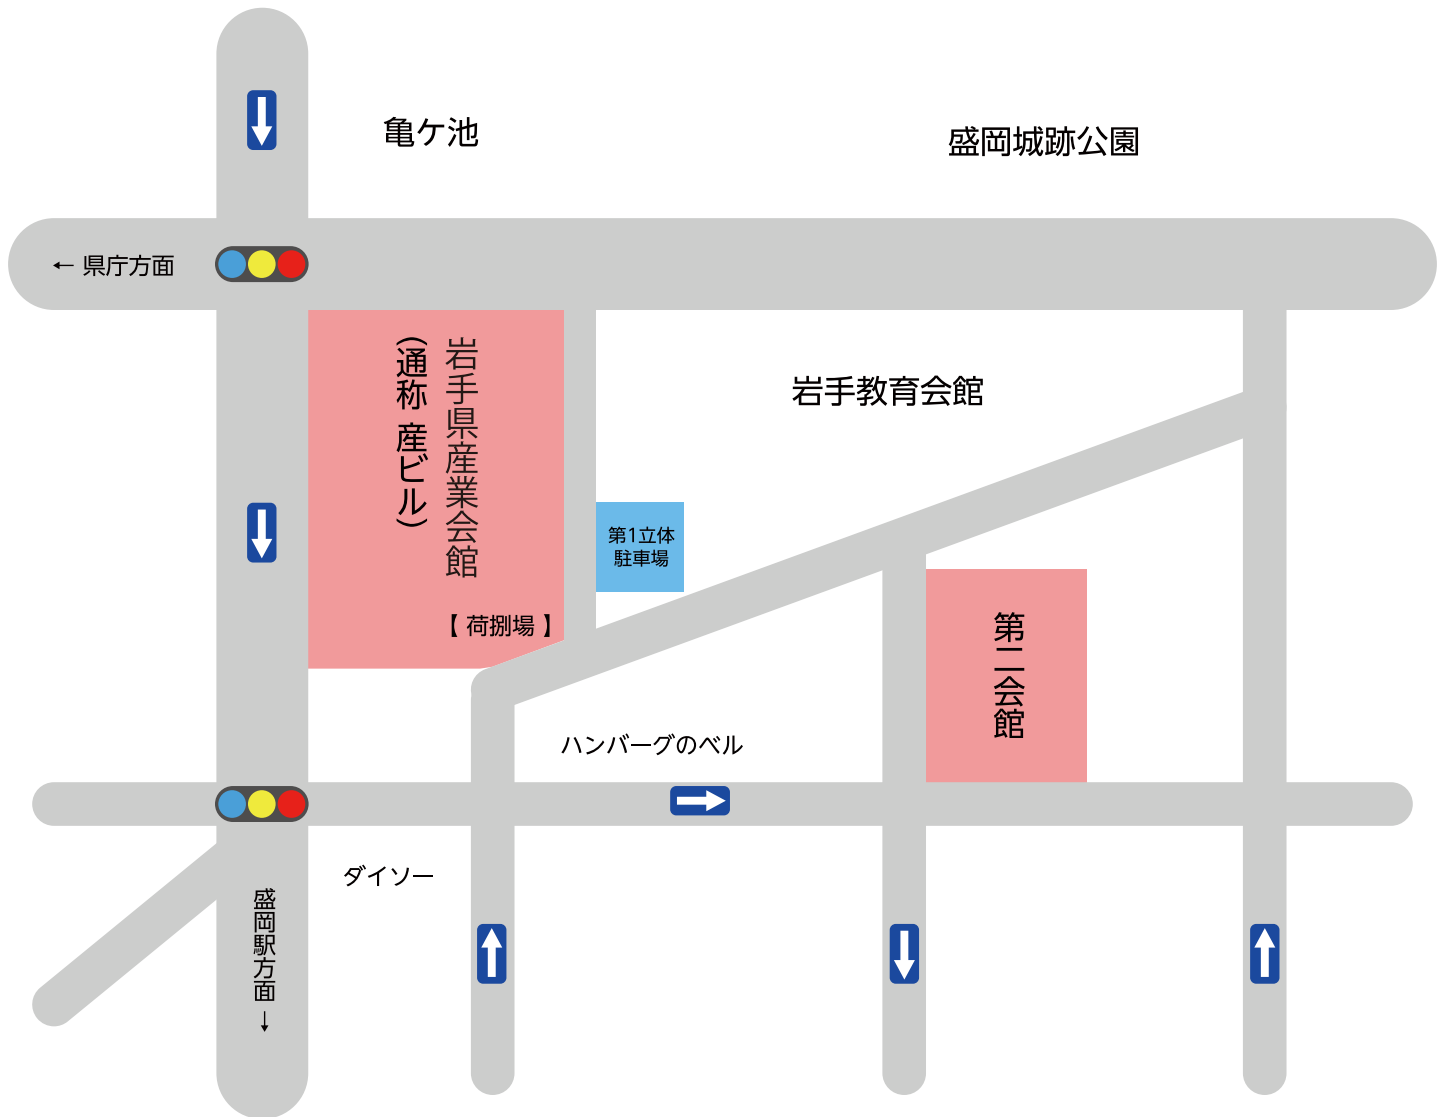 亀ケ池
盛岡城跡公園
← 県庁方面
岩手県産業会館
（通称 産ビル）
岩手教育会館
第1立体
駐車場
【 荷捌場 】
第二会館
ハンバーグのベル
ダイソー
盛岡駅方面 →